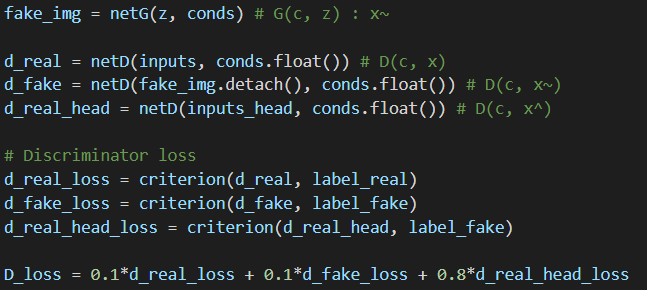 fake_img = netG(z, conds) # G(c, z) : x~
d_real = netD(inputs, conds.float()) # D(c, x)
d_fake = netD(fake_img.detach(), conds.float()) # D(c, x~)
d_real_head = netD(inputs_head, conds.float()) # D(c, x^)
# Discriminator loss
d_real_loss = criterion(d_real, label_real)
d_fake_loss = criterion(d_fake, label_fake)
d_real_head_loss = criterion(d_real_head, label_fake)
D_loss = 0.1*d_real_loss + 0.1*d_fake_loss + 0.8*d_real_head_loss